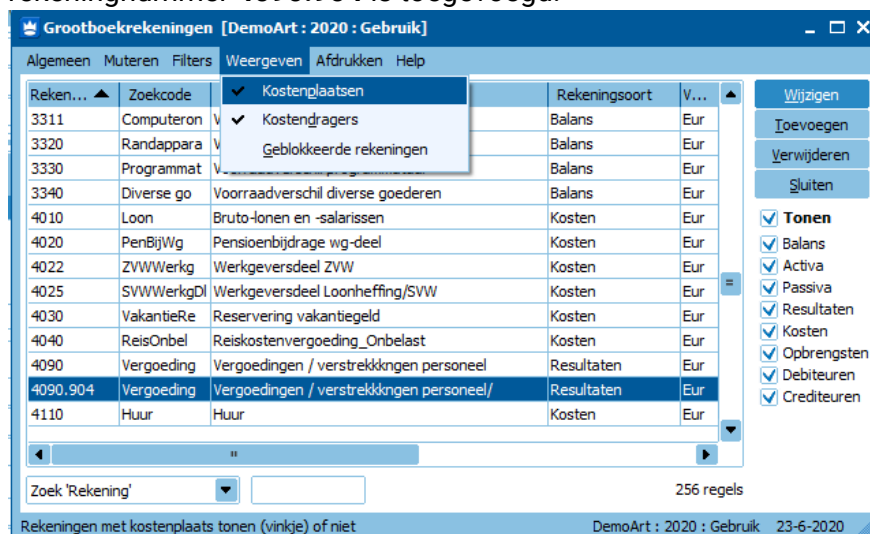 Grootboekrekeningen [DemoArt : 2020 : Gebruik]
Algemeen Muteren Filters Weergeven Afdrukken Help
Kostenplaatsen
Kostendragers
Geblokkeerde rekeningen
Reken... Zoekcode Rekeningsoort V...
3311 Computeron Balans Eur
3320 Randappara Balans Eur
3330 Programmat Balans Eur
3340 Diverse go Voorraadverschil diverse goederen Balans Eur
4010 Loon Bruto-lonen en -salarissen Kosten Eur
4020 PenBijWg Pensioenbijdrage wg-deel Kosten Eur
4022 ZVWWerkg Werkgeversdeel ZVW Kosten Eur
4025 SVWWerkgDl Werkgeversdeel Loonheffing/SVW Kosten Eur
4030 VakantieRe Reservering vakantiegeld Kosten Eur
4040 ReisOnbel Reiskostenvergoeding_Onbelast Kosten Eur
4090 Vergoeding Vergoedingen / verstrekkkngen personeel Resultaten Eur
4090.904 Vergoeding Vergoedingen / verstrekkkngen personeel/ Resultaten Eur
4110 Huur Huur Kosten Eur
Wijzigen
Toevoegen
Verwijderen
Sluiten
Tonen
Balans
Activa
Passiva
Resultaten
Kosten
Opbrengsten
Debiteuren
Crediteuren
Zoek 'Rekening' 256 regels
Rekeningen met kostenplaats tonen (vinkje) of niet DemoArt : 2020 : Gebruik 23-6-2020